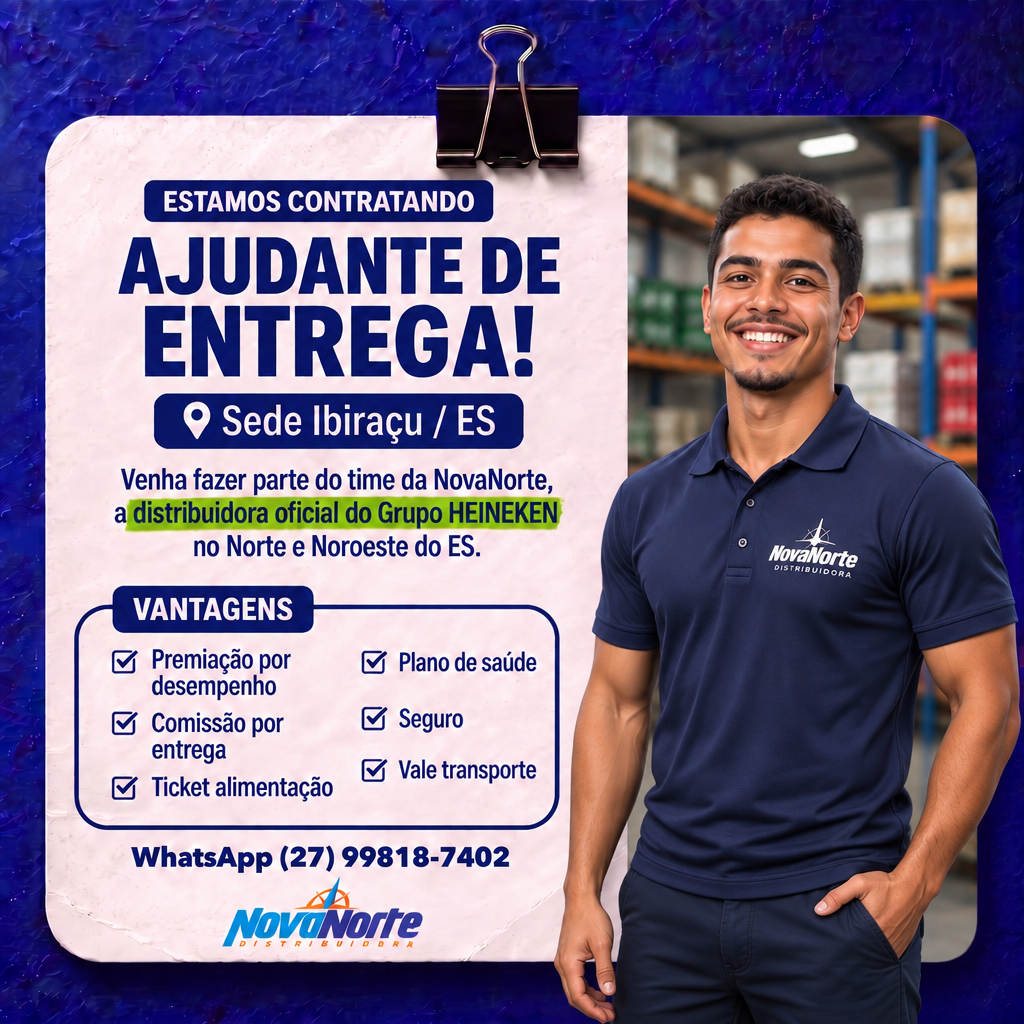 ESTAMOS CONTRATANDO
AJUDANTE DE
ENTREGA!
Sede Ibiraçu / ES
Venha fazer parte do time da NovaNorte,
a distribuidora oficial do Grupo HEINEKEN
no Norte e Noroeste do ES.
VANTAGENS
Premiação por
desempenho
Comissão por
entrega
Ticket alimentação
Plano de saúde
Seguro
Vale transporte
WhatsApp (27) 99818-7402
NovaNorte
DISTRIBUIDORA
NovaNorte
DISTRIBUIDORA